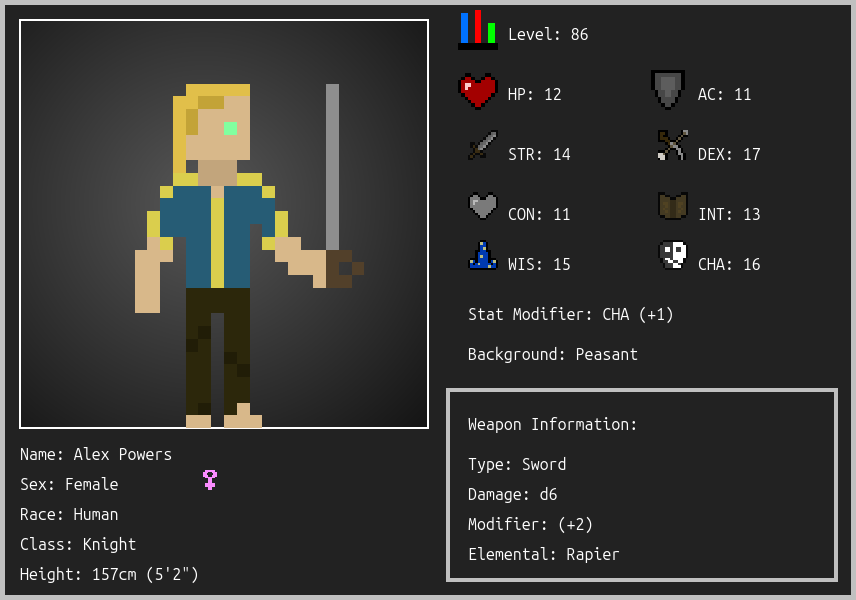 Level: 86
HP: 12
AC: 11
STR: 14
DEX: 17
CON: 11
INT: 13
WIS: 15
CHA: 16
Stat Modifier: CHA (+1)
Background: Peasant
Weapon Information:
Type: Sword
Damage: d6
Modifier: (+2)
Elemental: Rapier
Name: Alex Powers
Sex: Female
Race: Human
Class: Knight
Height: 157cm (5'2")